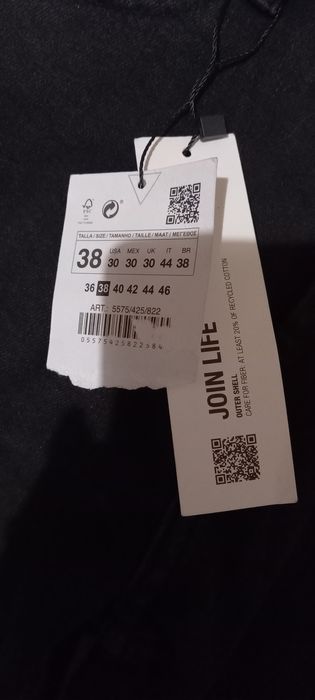 FSC
TALLA / SIZE / TAMANHO / TAILLE / MAAT / ΜΕΓΕΘΟΣ
38
USA MEX UK IT BR
30 30 30 44 38
36 38 40 42 44 46
ART.: 5575/425/822
05575425822384
JOIN LIFE
OUTER SHELL
CARE FOR FIBER: AT LEAST 20% OF RECYCLED COTTON